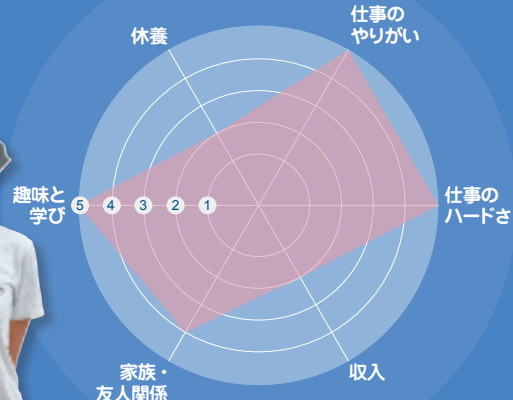 仕事の
やりがい
休養
趣味と
学び
5 4 3 2 1
仕事の
ハードさ
家族・
友人関係
収入